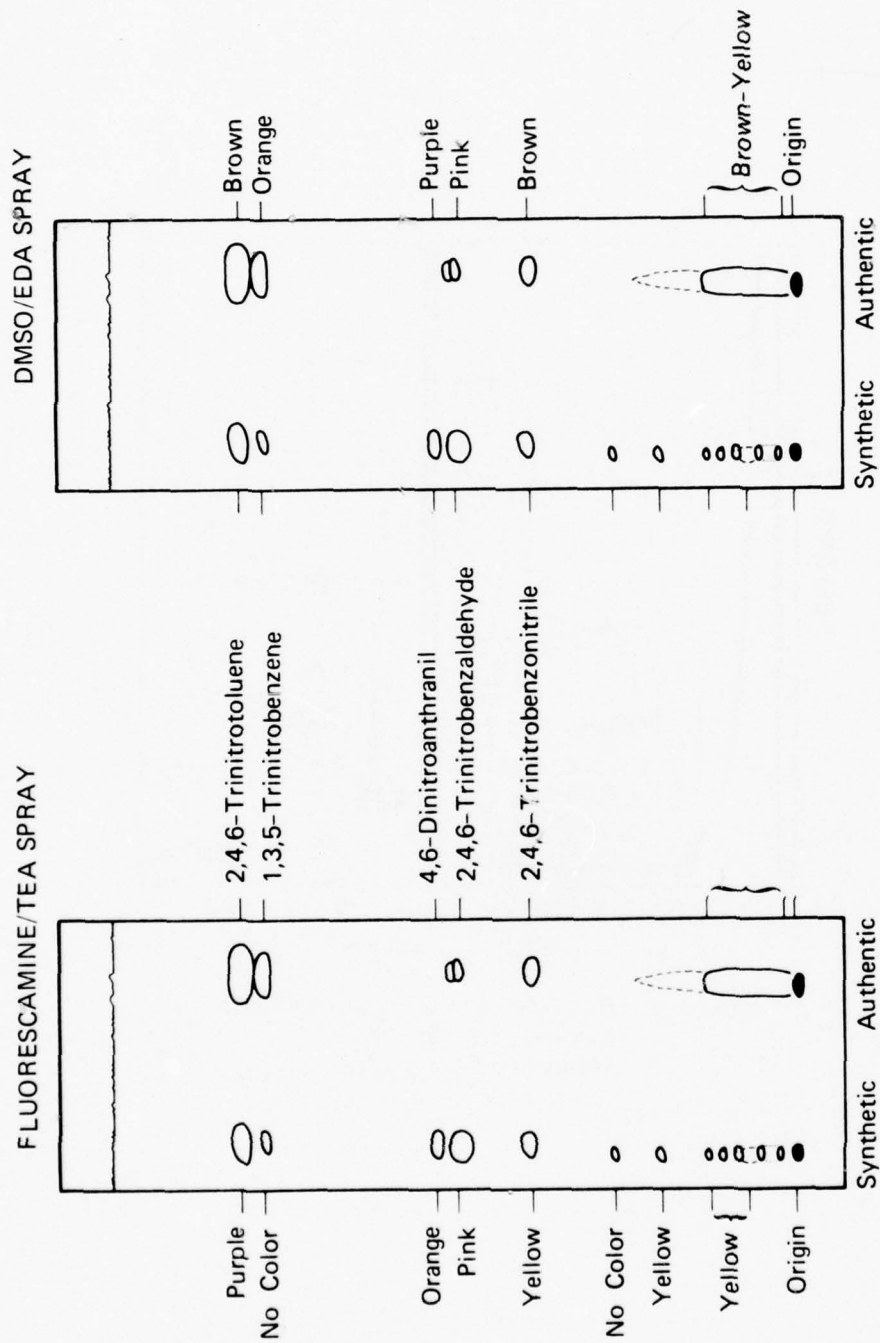 FLUORESCAMINE/TEA SPRAY
Purple
No Color
Orange
Pink
Yellow
No Color
Yellow
Yellow
Origin
2,4,6-Trinitrotoluene
1,3,5-Trinitrobenzene
4,6-Dinitroanthranil
2,4,6-Trinitrobenzaldehyde
2,4,6-Trinitrobenzonitrile
Synthetic
Authentic
DMSO/EDA SPRAY
Brown
Orange
Purple
Pink
Brown
Brown-Yellow
Origin
Synthetic
Authentic